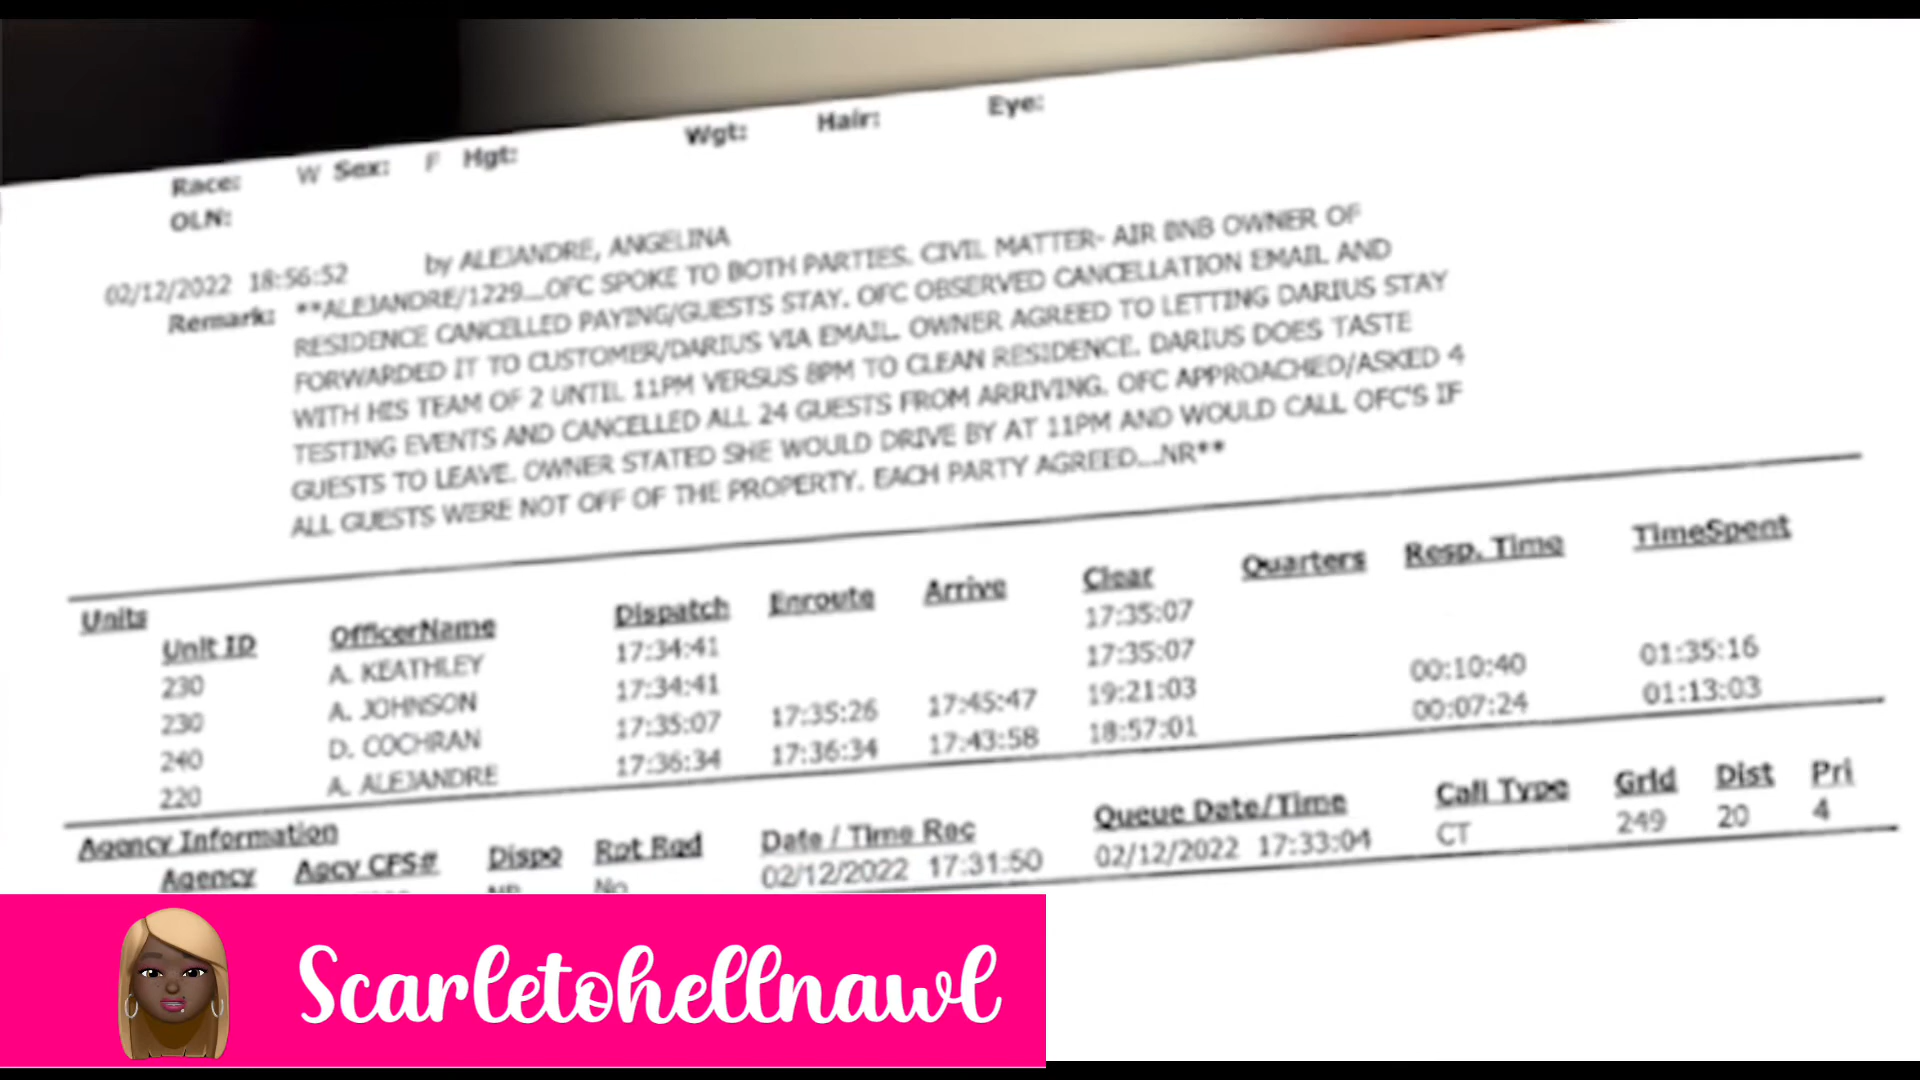 Race: W Sex: F Hgt: Wgt: Hair: Eye:
OLN:
02/12/2022 18:56:52 by ALEJANDRE, ANGELINA
Remark: **ALEJANDRE/1229...OFC SPOKE TO BOTH PARTIES. CIVIL MATTER- AIR BNB OWNER OF
RESIDENCE CANCELLED PAYING/GUESTS STAY. OFC OBSERVED CANCELLATION EMAIL AND
FORWARDED IT TO CUSTOMER/DARIUS VIA EMAIL. OWNER AGREED TO LETTING DARIUS STAY
WITH HIS TEAM OF 2 UNTIL 11PM VERSUS 8PM TO CLEAN RESIDENCE. DARIUS DOES TASTE
TESTING EVENTS AND CANCELLED ALL 24 GUESTS FROM ARRIVING. OFC APPROACHED/ASKED 4
GUESTS TO LEAVE. OWNER STATED SHE WOULD DRIVE BY AT 11PM AND WOULD CALL OFC'S IF
ALL GUESTS WERE NOT OFF OF THE PROPERTY. EACH PARTY AGREED...NR**
Units
Unit ID OfficerName Dispatch Enroute Arrive Clear Quarters Resp. Time TimeSpent
230 A. KEATHLEY 17:34:41 17:35:07
230 A. JOHNSON 17:34:41 17:35:07
240 D. COCHRAN 17:35:07 17:35:26 17:45:47 19:21:03 00:10:40 01:35:16
220 A. ALEJANDRE 17:36:34 17:36:34 17:43:58 18:57:01 00:07:24 01:13:03
Agency Information
Agency Agcy CFS# Dispo Rpt Rqd Date / Time Rec Queue Date/Time Call Type Grid Dist Pri
NR No 02/12/2022 17:31:50 02/12/2022 17:33:04 CT 249 20 4
Scarletohellnawl